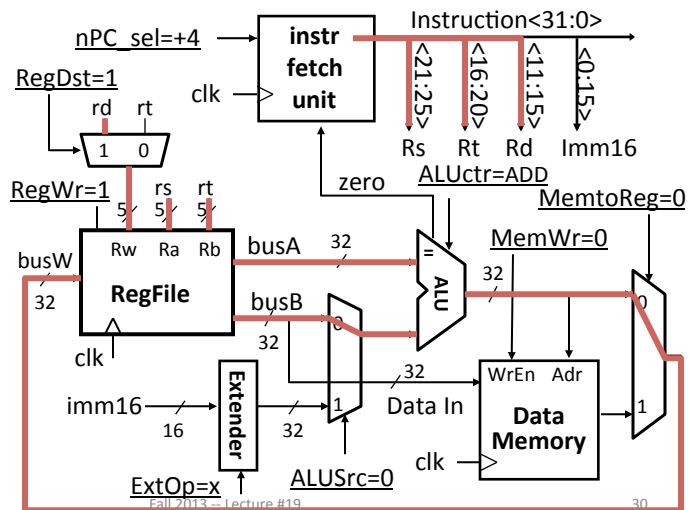 Instruction<31:0>
nPC_sel=+4
instr
fetch
unit
clk
<21:25>
<16:20>
<11:15>
<0:15>
Rs
Rt
Rd
Imm16
RegDst=1
rd
rt
1
0
zero
ALUctr=ADD
RegWr=1
rs
rt
5
5
5
MemtoReg=0
busW
32
Rw
Ra
Rb
RegFile
clk
busA
32
busB
32
=
ALU
MemWr=0
32
0
0
32
WrEn
Adr
Data In
Data
Memory
clk
1
imm16
16
Extender
32
1
ExtOp=x
ALUSrc=0
Fall 2013 -- Lecture #19
30